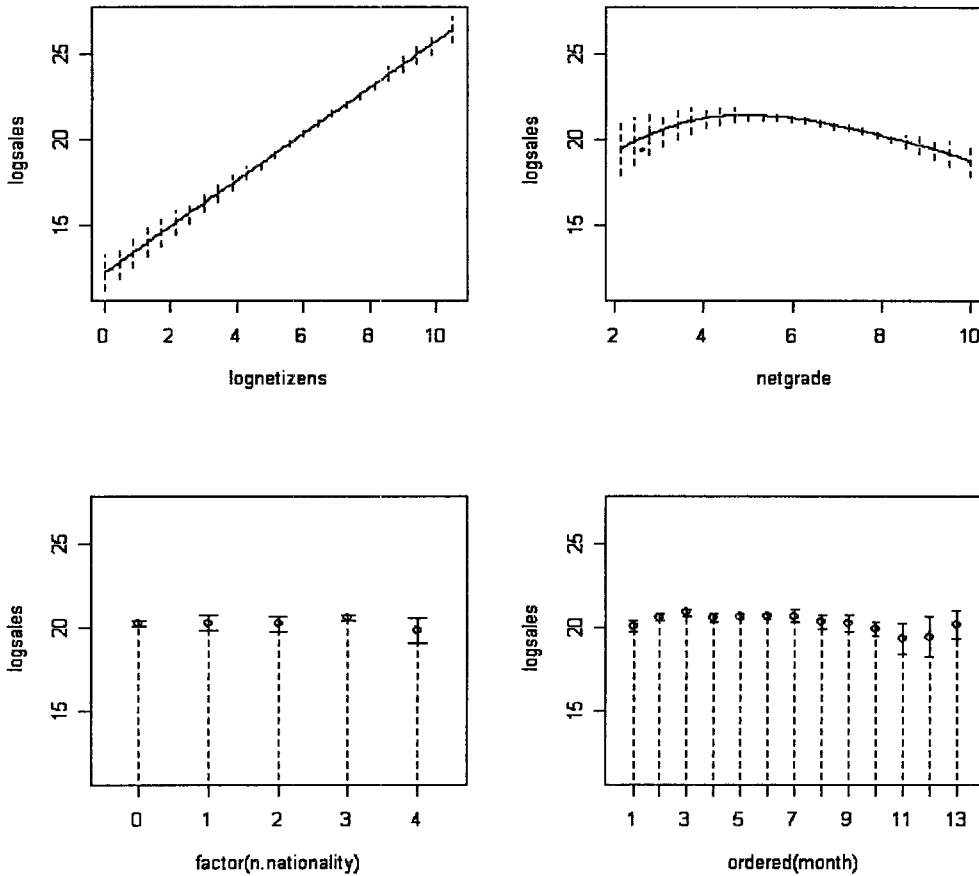 logsales
25
20
15
0 2 4 6 8 10
lognetizens
logsales
25
20
15
2 4 6 8 10
netgrade
logsales
25
20
15
0 1 2 3 4
factor(n.nationality)
logsales
25
20
15
1 3 5 7 9 11 13
ordered(month)